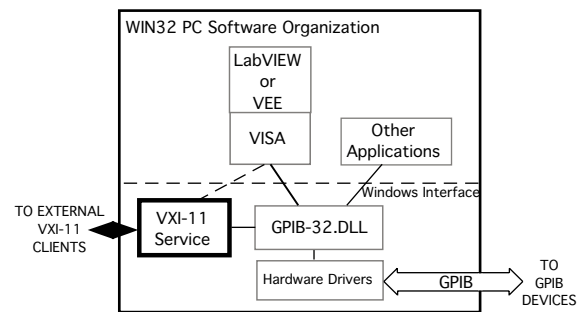 WIN32 PC Software Organization
LabVIEW
or
VEE
VISA
Other
Applications
Windows Interface
TO EXTERNAL
VXI-11
CLIENTS
VXI-11
Service
GPIB-32.DLL
Hardware Drivers
GPIB
TO
GPIB
DEVICES